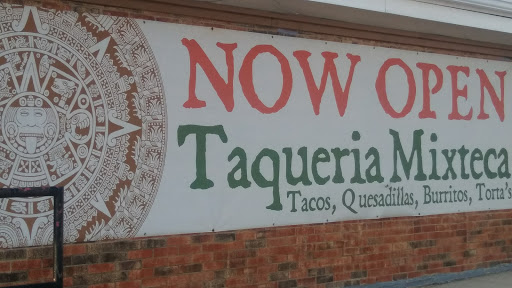 NOW OPEN
Taqueria Mixteca
Tacos, Quesadillas, Burritos, Torta's